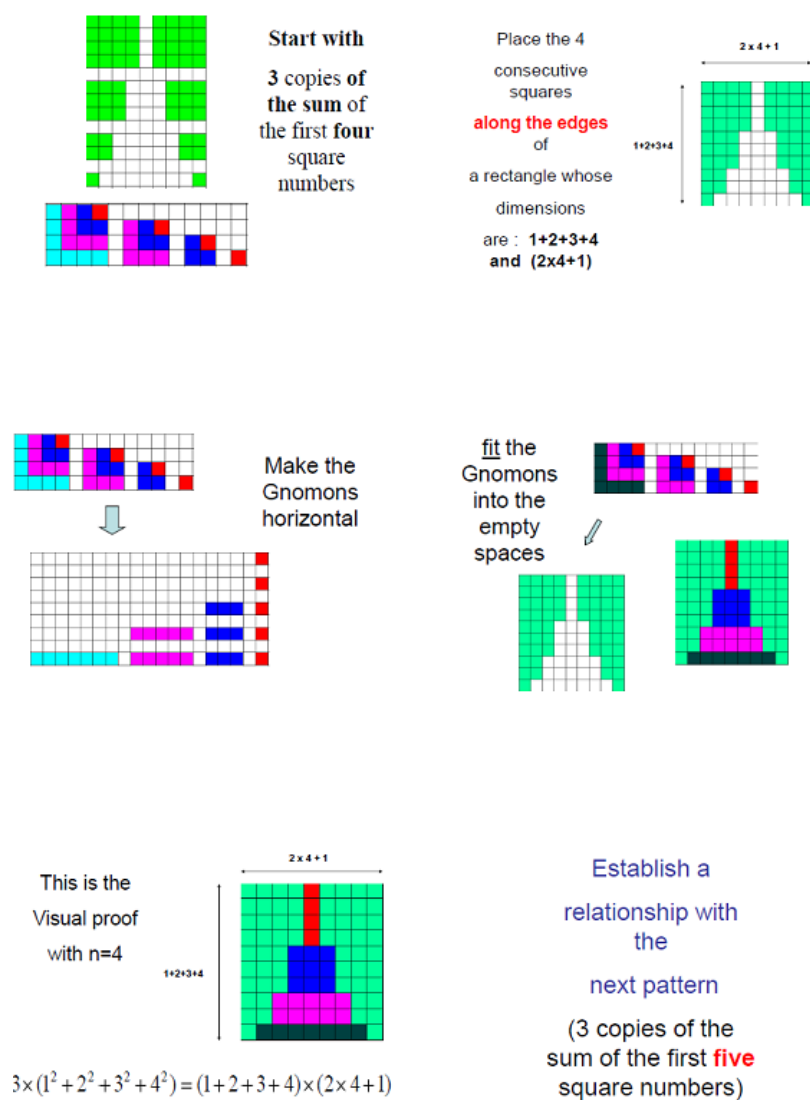 Start with
3 copies of
the sum of
the first four
square
numbers
Place the 4
consecutive
squares
along the edges
of
a rectangle whose
dimensions
are : 1+2+3+4
and (2x4+1)
2 x 4 + 1
1+2+3+4
Make the
Gnomons
horizontal
fit the
Gnomons
into the
empty
spaces
This is the
Visual proof
with n=4
2 x 4 + 1
1+2+3+4
3×(1²+2²+3²+4²)=(1+2+3+4)×(2×4+1)
Establish a
relationship with
the
next pattern
(3 copies of the
sum of the first five
square numbers)